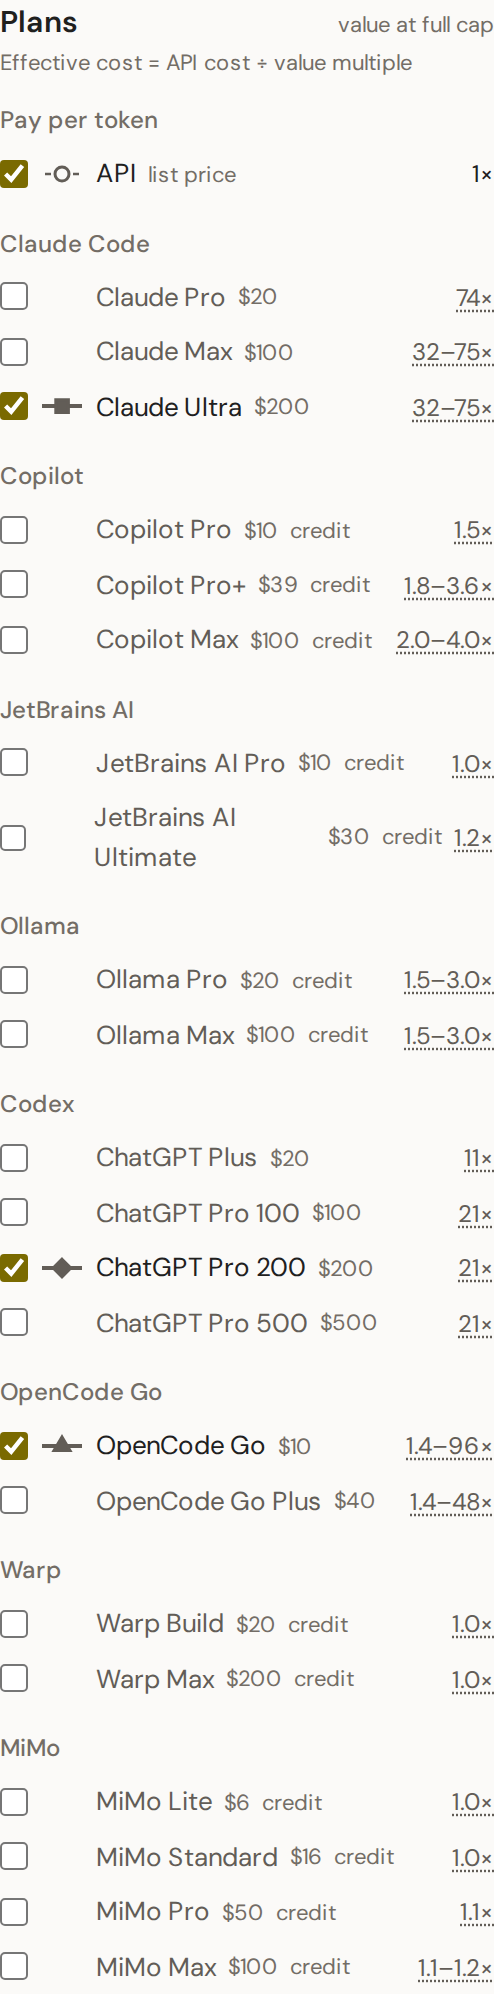 Plans value at full cap
Effective cost = API cost ÷ value multiple
Pay per token
API list price 1×
Claude Code
Claude Pro $20 74×
Claude Max $100 32–75×
Claude Ultra $200 32–75×
Copilot
Copilot Pro $10 credit 1.5×
Copilot Pro+ $39 credit 1.8–3.6×
Copilot Max $100 credit 2.0–4.0×
JetBrains AI
JetBrains AI Pro $10 credit 1.0×
JetBrains AI
Ultimate $30 credit 1.2×
Ollama
Ollama Pro $20 credit 1.5–3.0×
Ollama Max $100 credit 1.5–3.0×
Codex
ChatGPT Plus $20 11×
ChatGPT Pro 100 $100 21×
ChatGPT Pro 200 $200 21×
ChatGPT Pro 500 $500 21×
OpenCode Go
OpenCode Go $10 1.4–96×
OpenCode Go Plus $40 1.4–48×
Warp
Warp Build $20 credit 1.0×
Warp Max $200 credit 1.0×
MiMo
MiMo Lite $6 credit 1.0×
MiMo Standard $16 credit 1.0×
MiMo Pro $50 credit 1.1×
MiMo Max $100 credit 1.1–1.2×